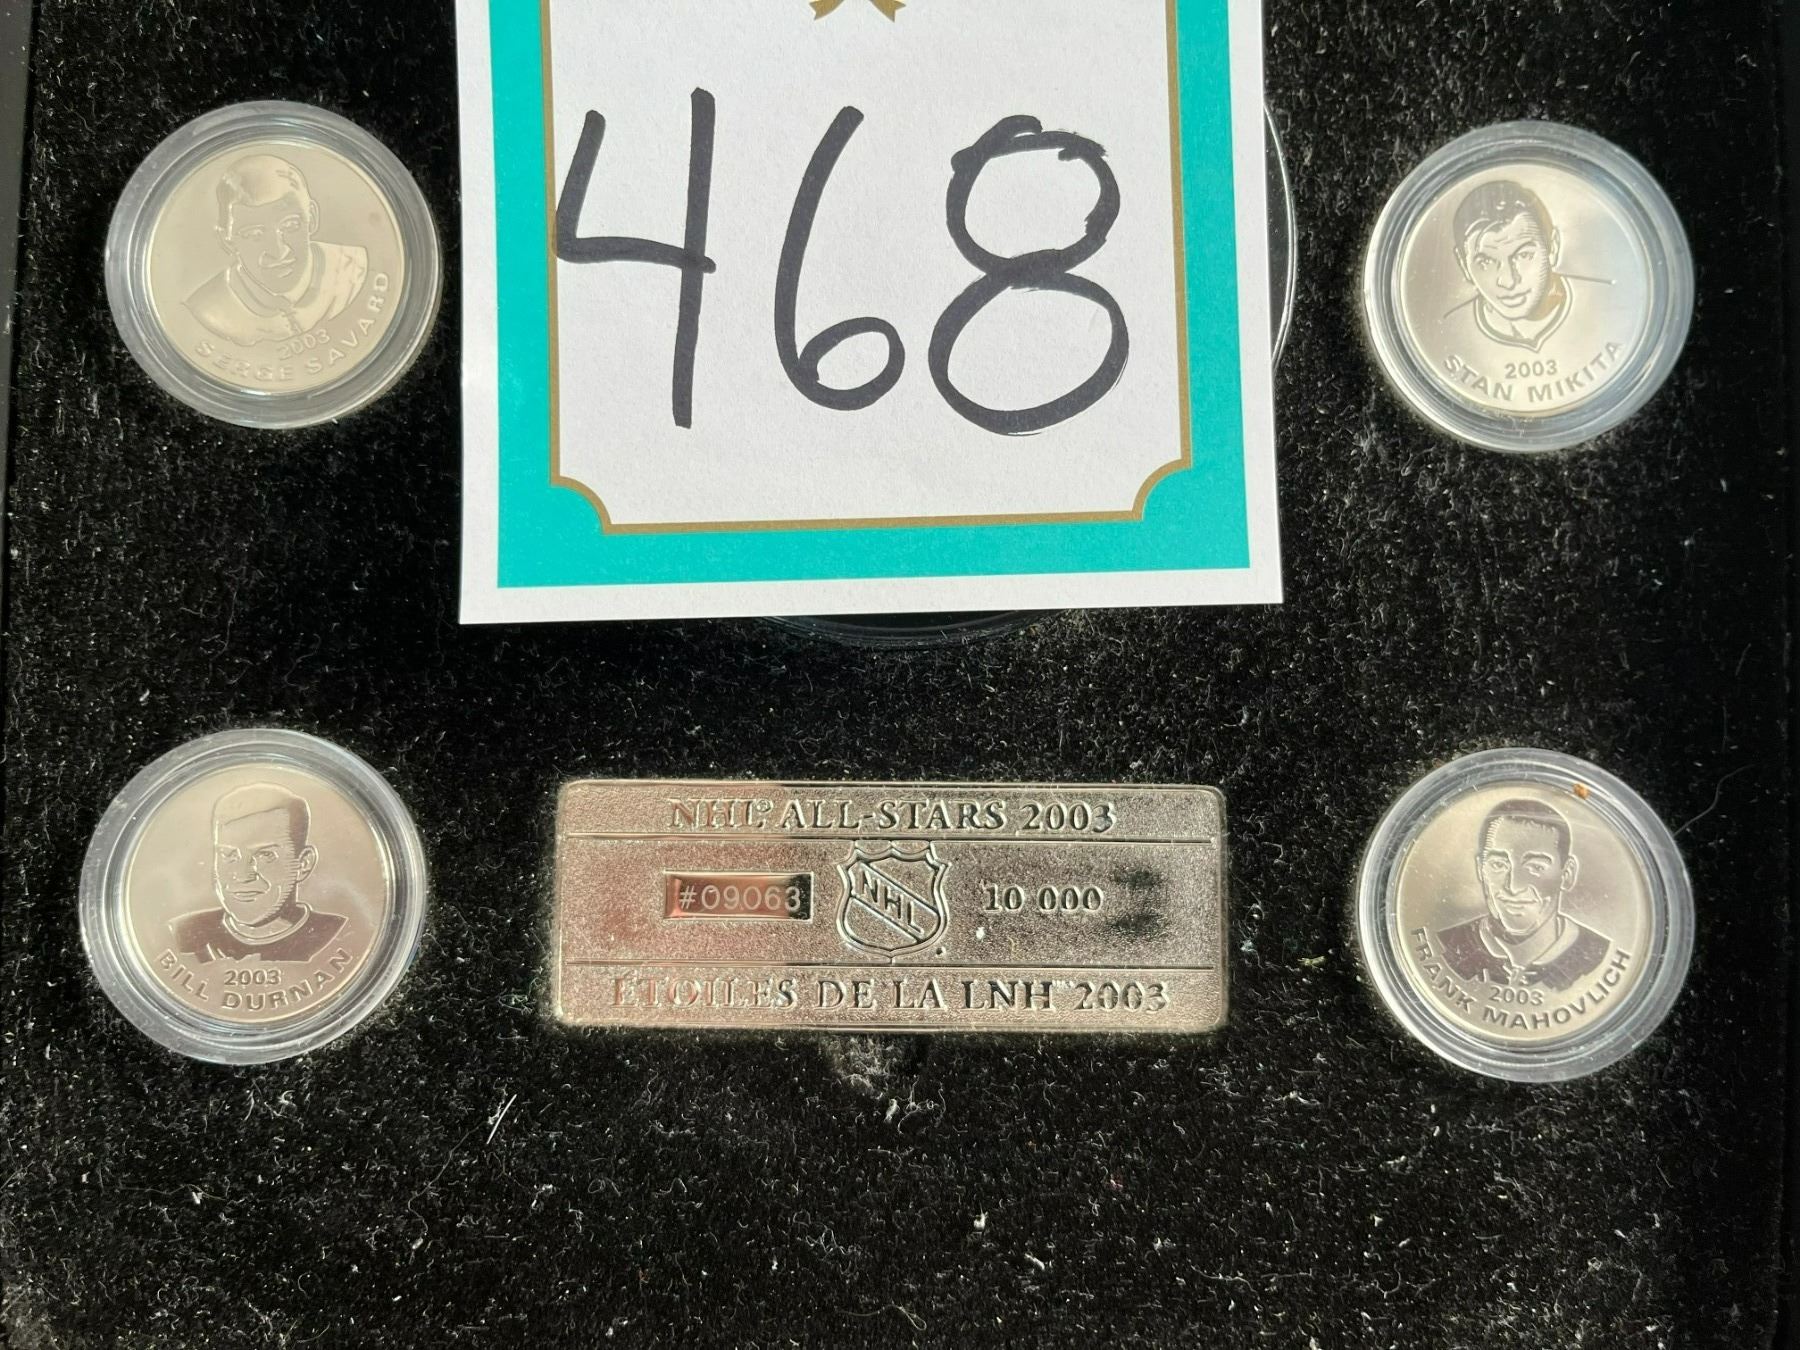 468
2003
SERGE SAVARD
2003
STAN MIKITA
2003
BILL DURNAN
NHL® ALL-STARS 2003
#09063
NHL
10 000
ÉTOILES DE LA LNH™ 2003
2003
FRANK MAHOVLICH